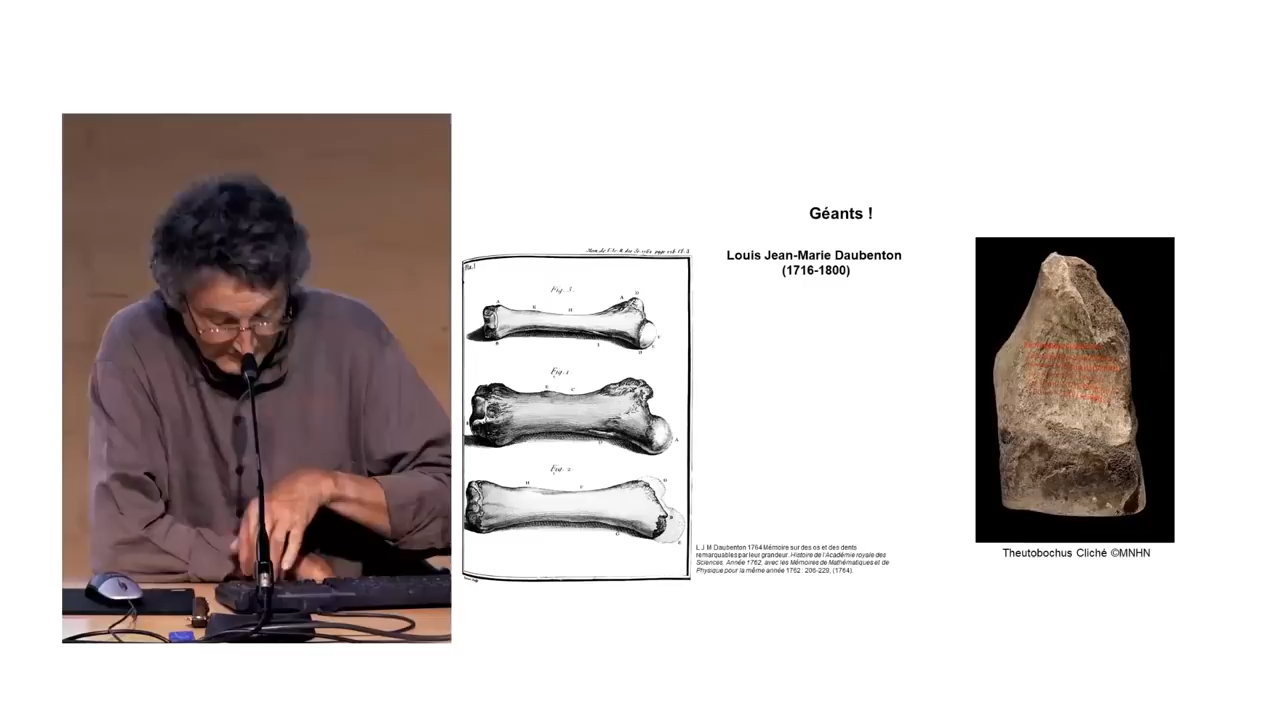 Géants !
Louis Jean-Marie Daubenton
(1716-1800)
Fig. 3.
Fig. 1.
Fig. 2.
L.J M Daubenton 1764 Mémoire sur des os et des dents
remarquables par leur grandeur. Histoire de l'Académie royale des
Sciences. Année 1762, avec les Mémoires de Mathématiques et de
Physique pour la même année 1762 : 206-229, (1764).
Theutobochus Cliché ©MNHN